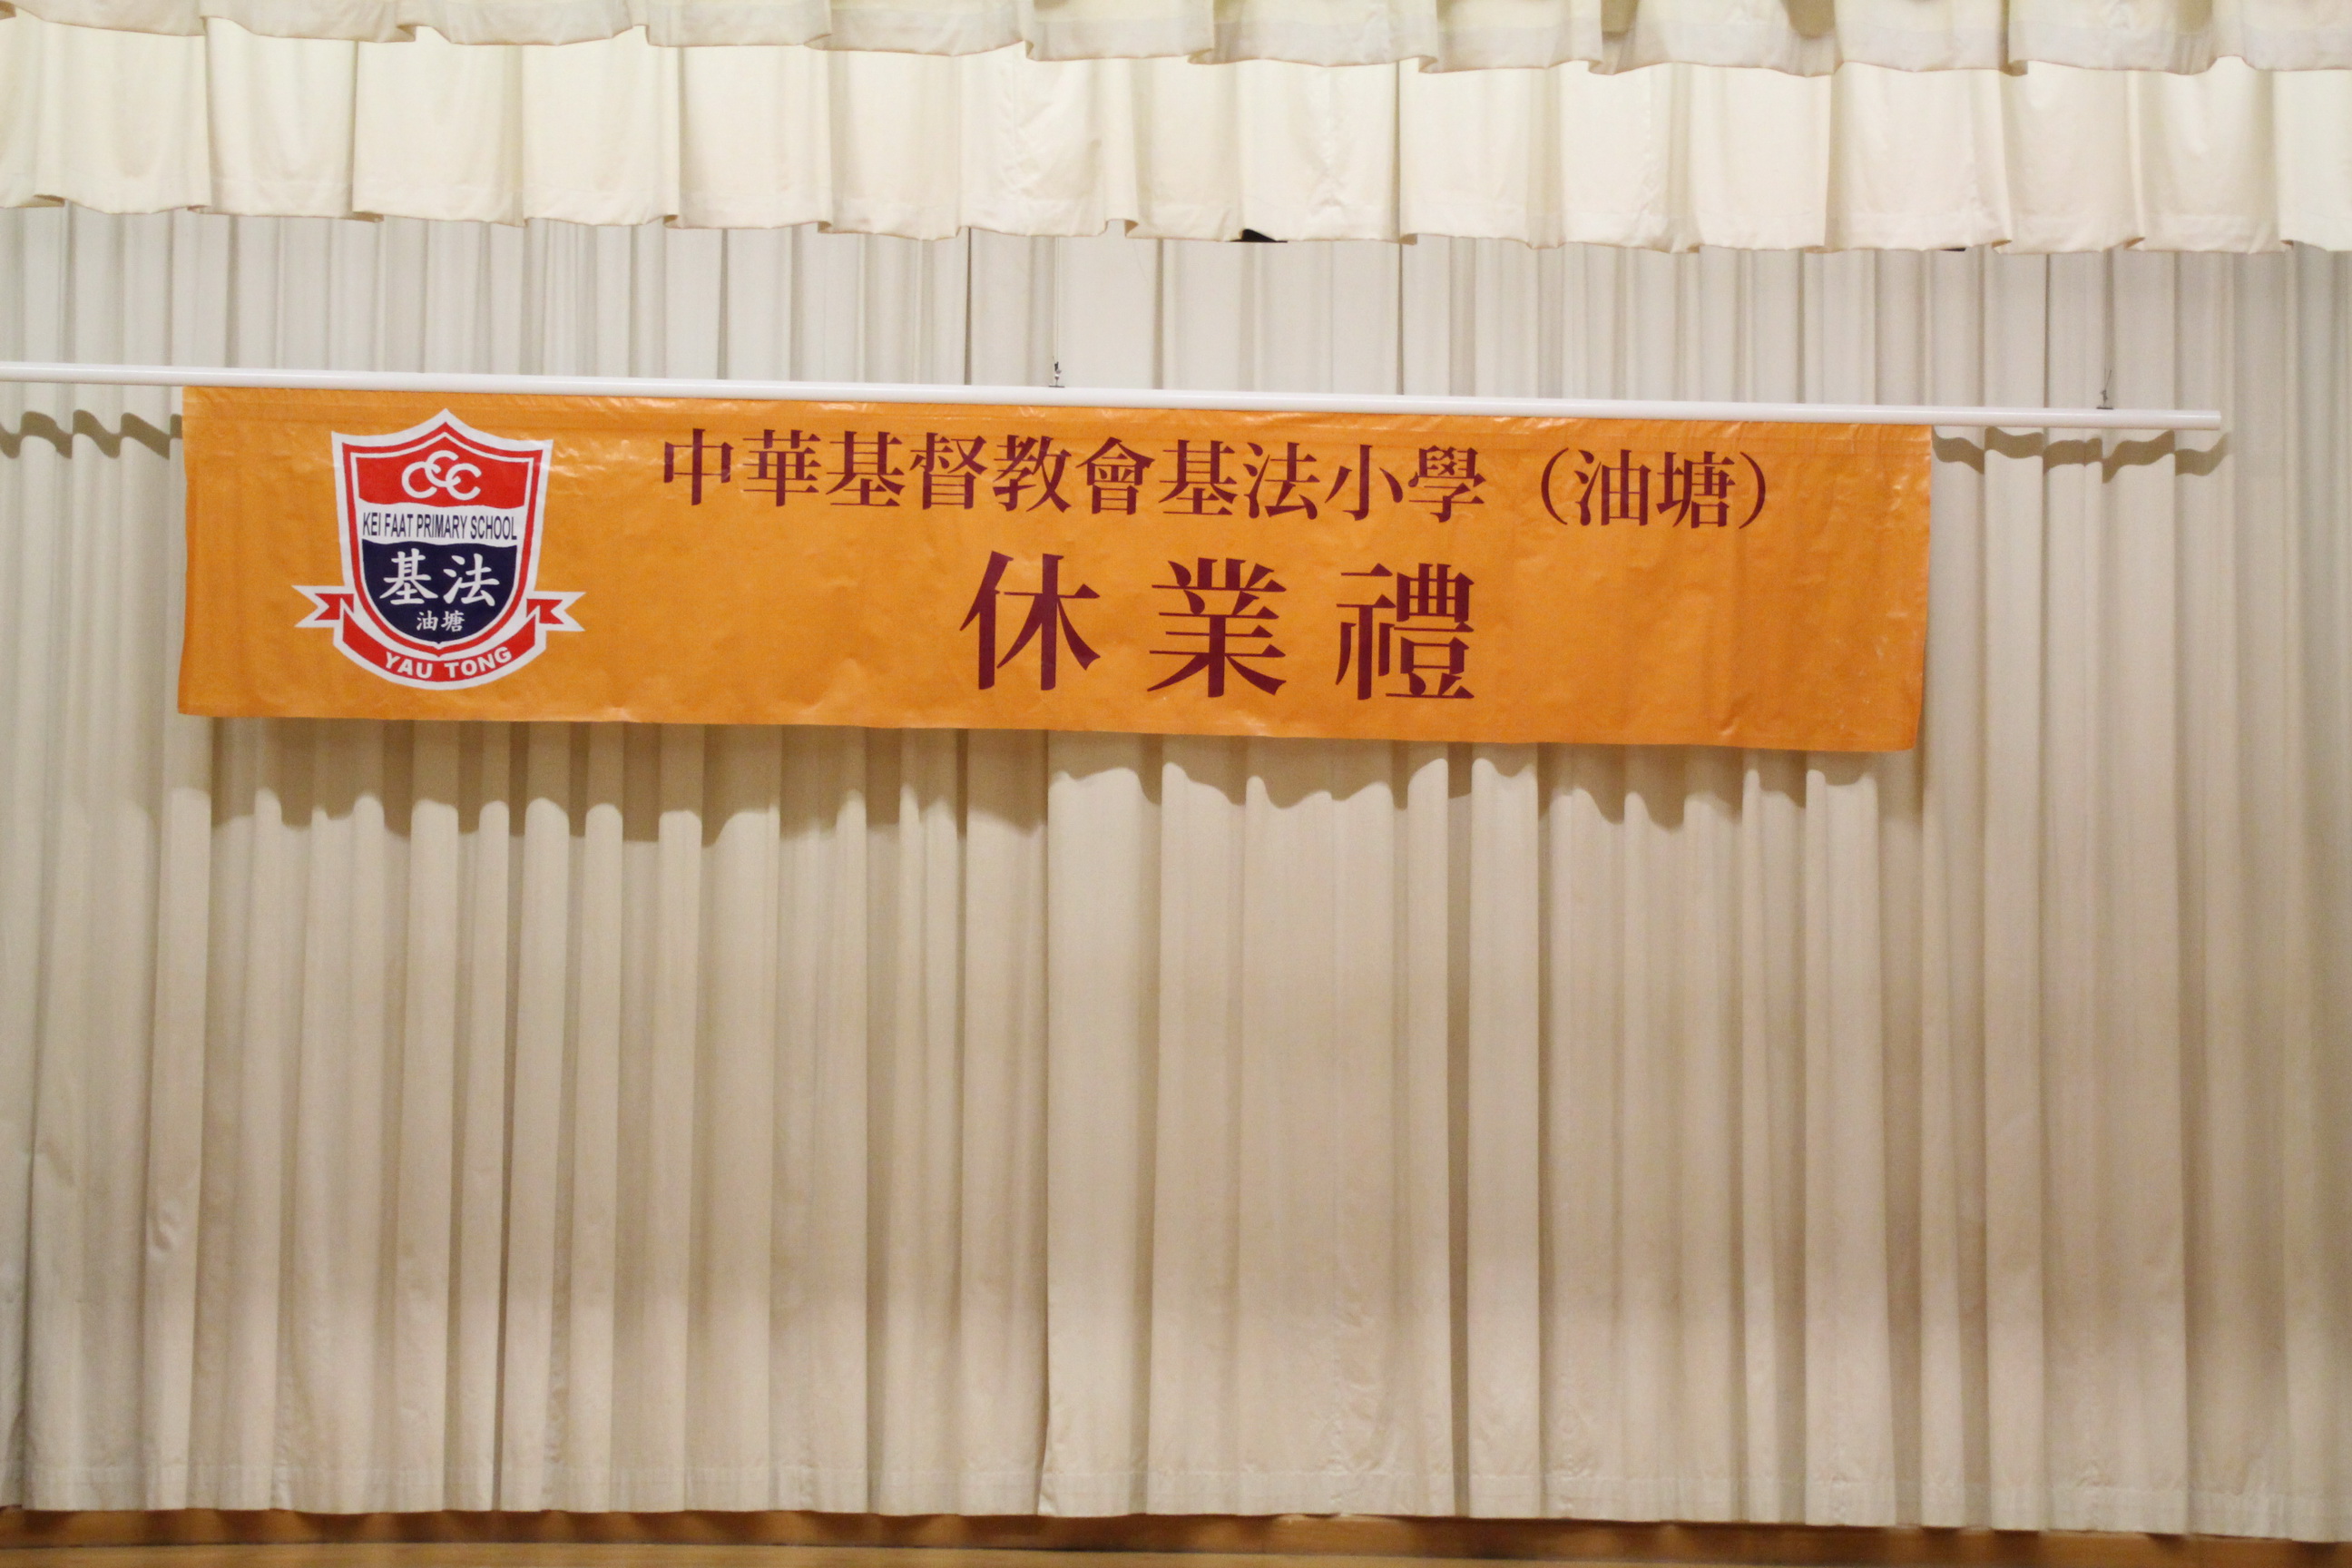 CCC
KEI FAAT PRIMARY SCHOOL
基法
油塘
YAU TONG
中華基督教會基法小學（油塘）
休業禮